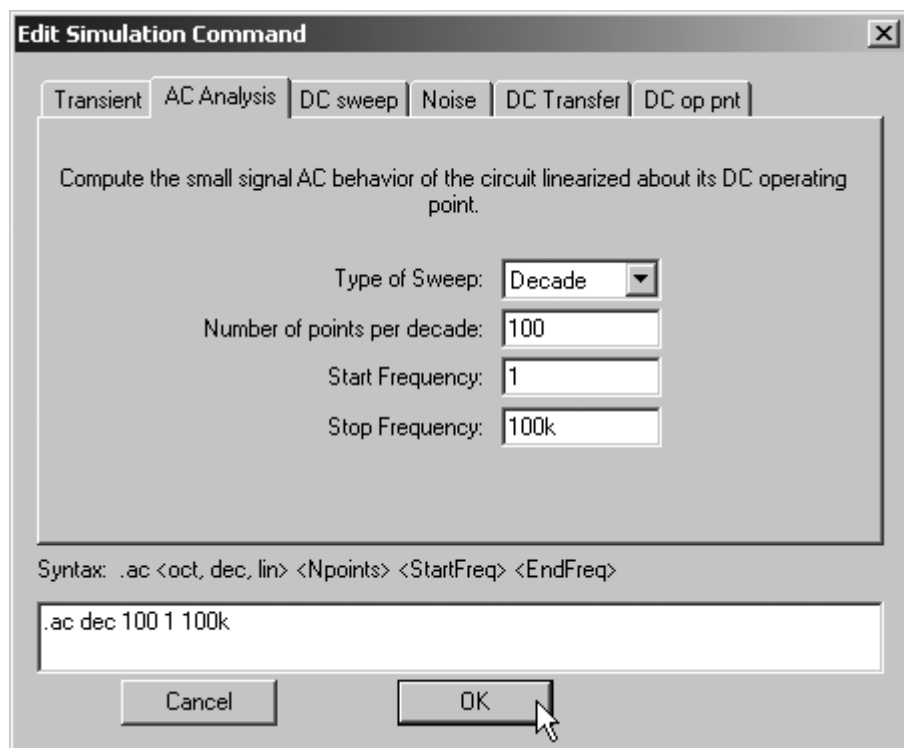 Edit Simulation Command
Transient AC Analysis DC sweep Noise DC Transfer DC op pnt
Compute the small signal AC behavior of the circuit linearized about its DC operating
point.
Type of Sweep: Decade
Number of points per decade: 100
Start Frequency: 1
Stop Frequency: 100k
Syntax: .ac <oct, dec, lin> <Npoints> <StartFreq> <EndFreq>
.ac dec 100 1 100k
Cancel OK